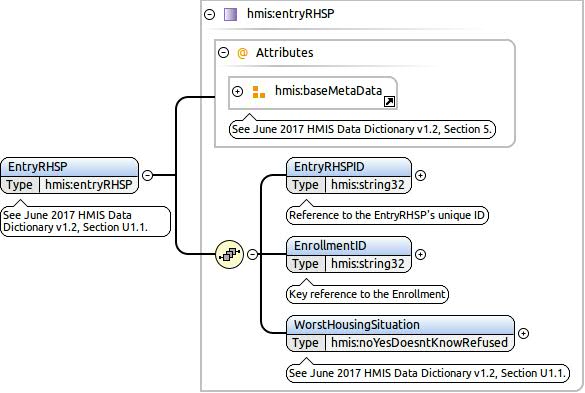 hmis:entryRHSP
@ Attributes
hmis:baseMetaData
See June 2017 HMIS Data Dictionary v1.2, Section 5.
EntryRHSP
Type hmis:entryRHSP
See June 2017 HMIS Data
Dictionary v1.2, Section U1.1.
EntryRHSPID
Type hmis:string32
Reference to the EntryRHSP's unique ID
EnrollmentID
Type hmis:string32
Key reference to the Enrollment
WorstHousingSituation
Type hmis:noYesDoesntKnowRefused
See June 2017 HMIS Data Dictionary v1.2, Section U1.1.